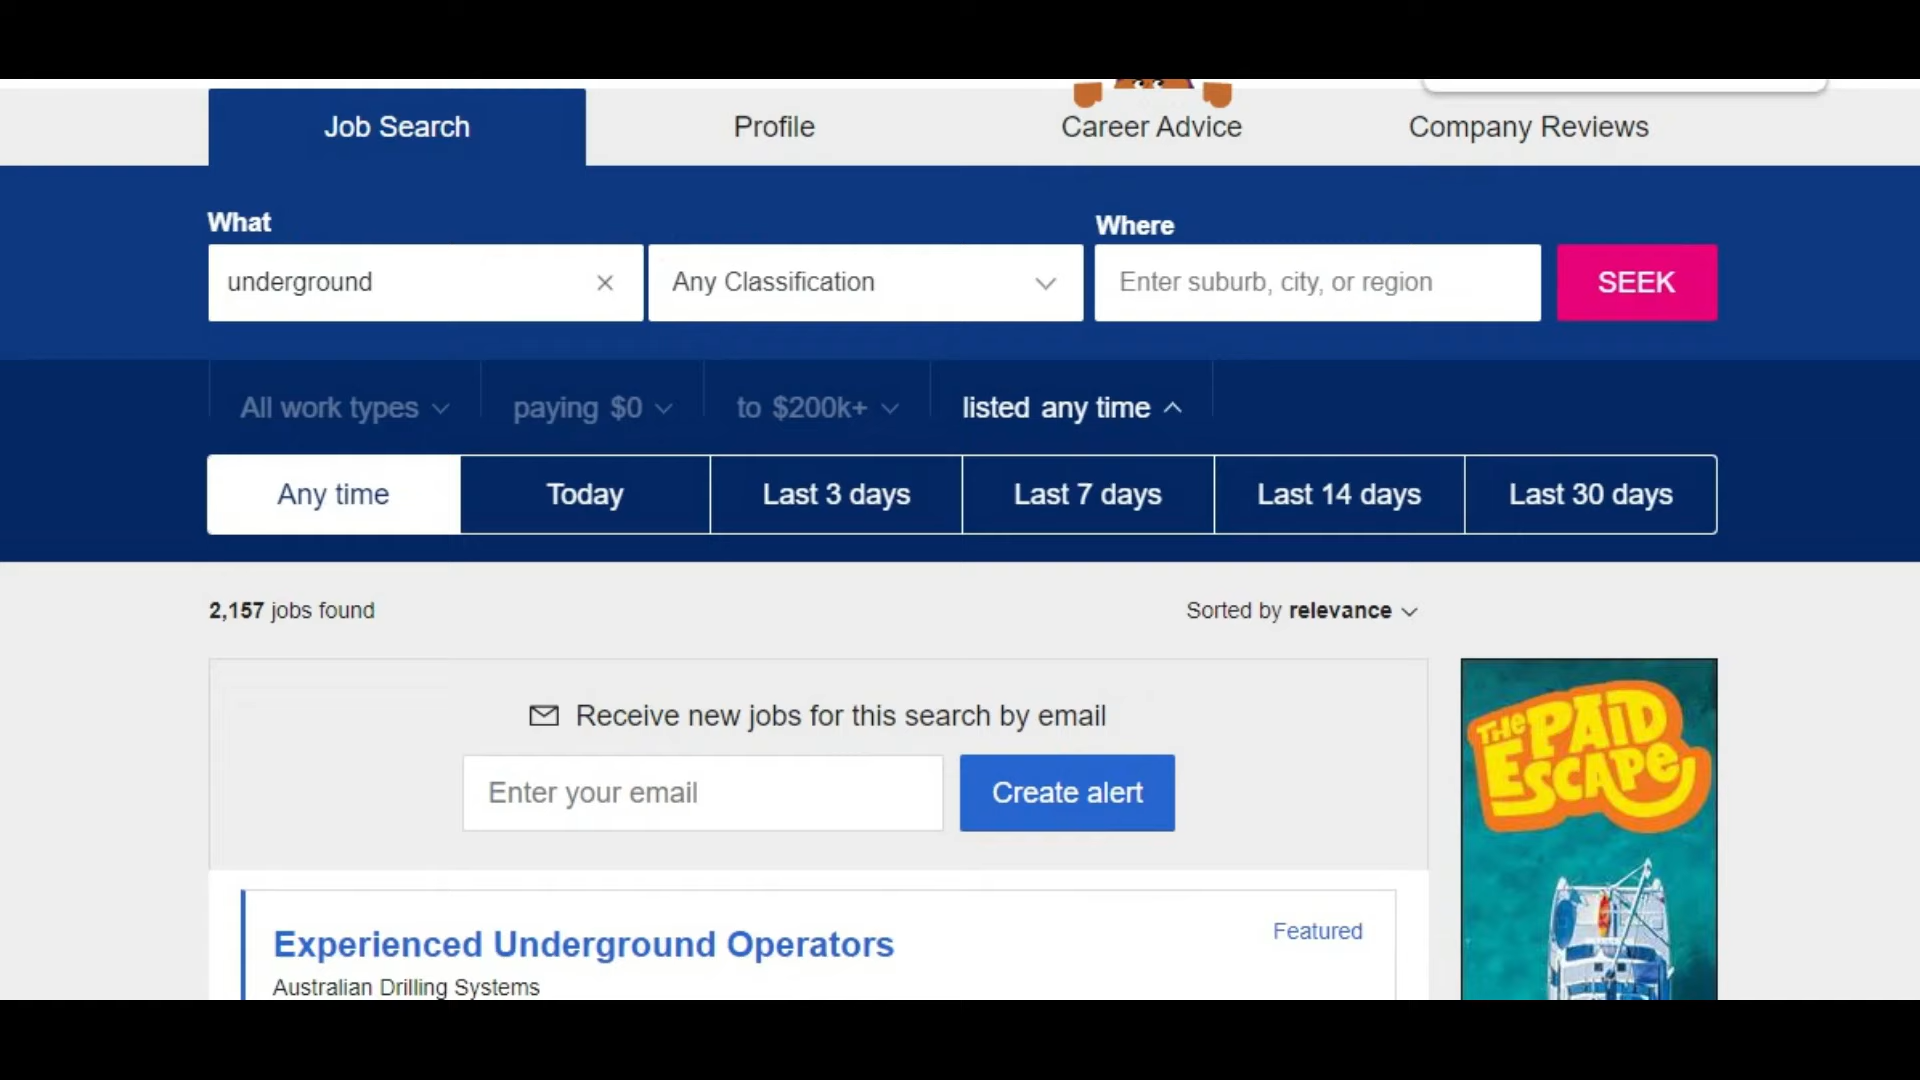 Job Search
Profile
Career Advice
Company Reviews
What
Where
underground
Any Classification
Enter suburb, city, or region
SEEK
All work types
paying $0
to $200k+
listed any time
Any time
Today
Last 3 days
Last 7 days
Last 14 days
Last 30 days
2,157 jobs found
Sorted by relevance
Receive new jobs for this search by email
Enter your email
Create alert
THE PAID
ESCAPE
Experienced Underground Operators
Featured
Australian Drilling Systems